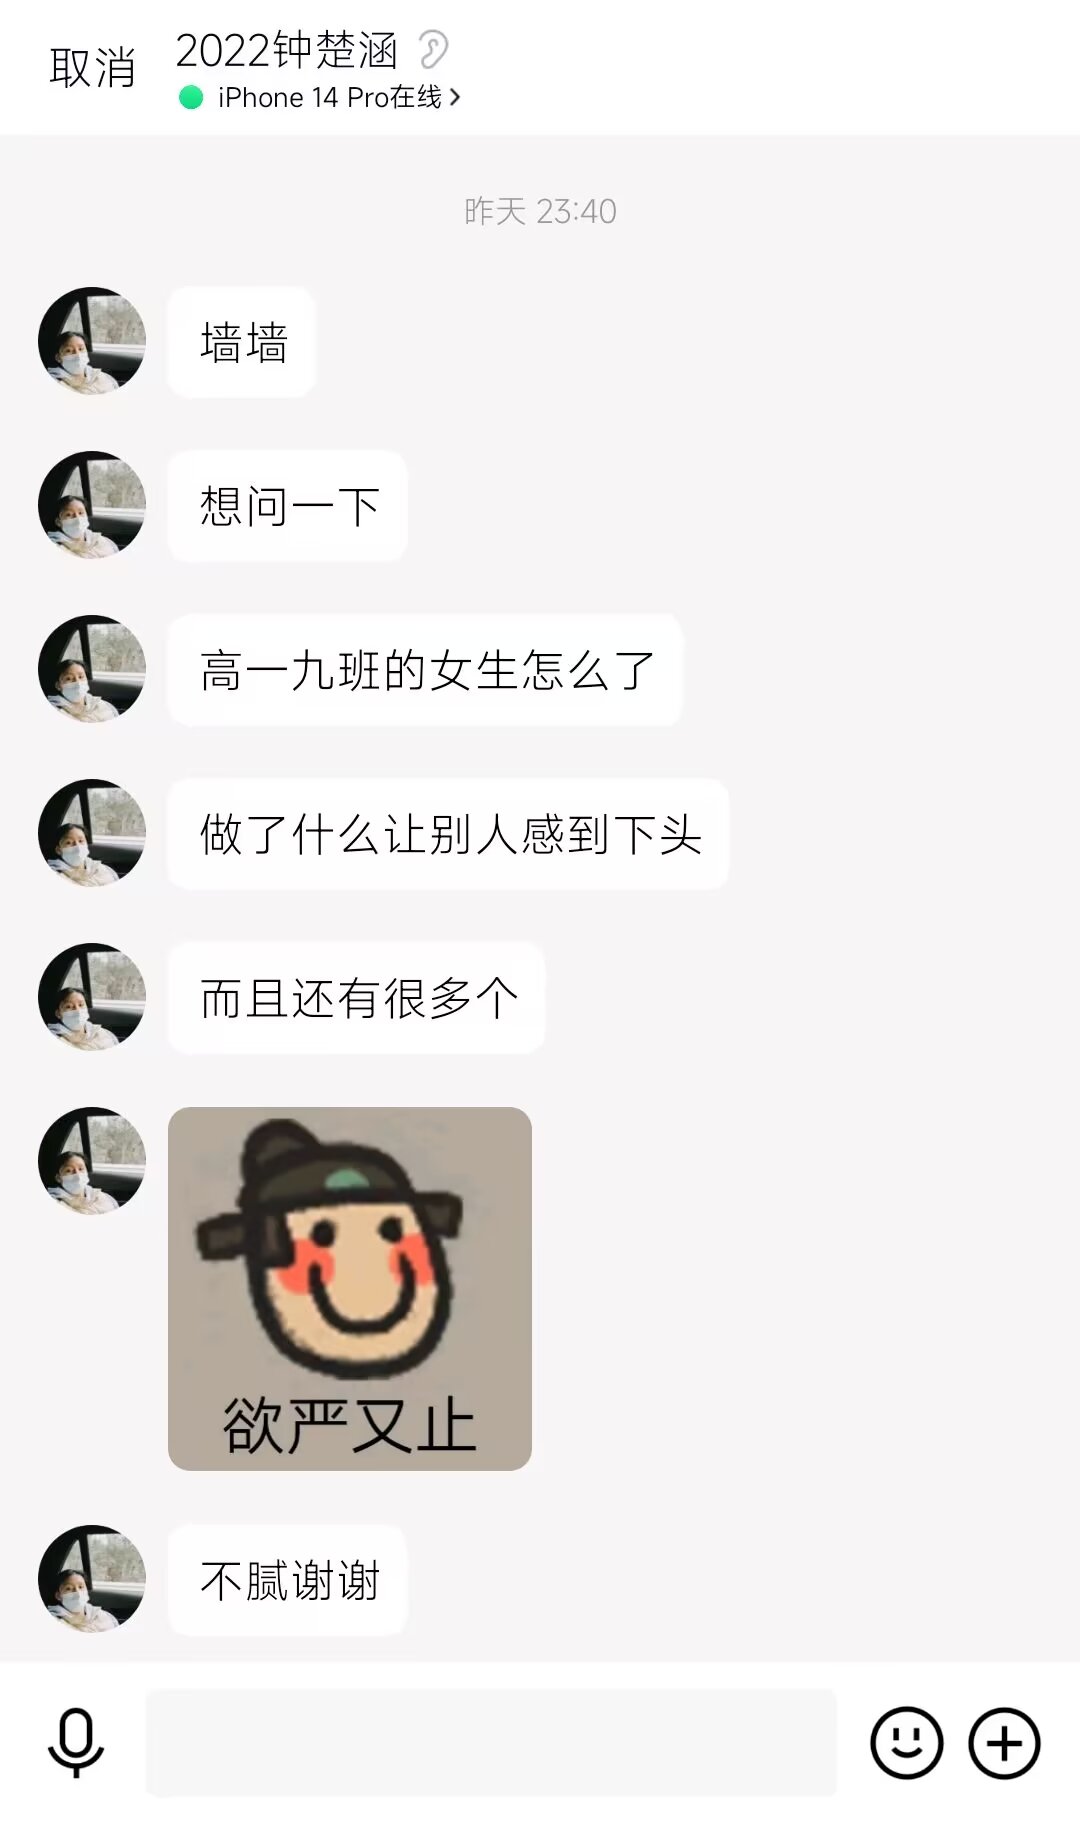 取消
2022钟楚涵
iPhone 14 Pro在线
昨天 23:40
墙墙
想问一下
高一九班的女生怎么了
做了什么让别人感到下头
而且还有很多个
欲严又止
不腻谢谢